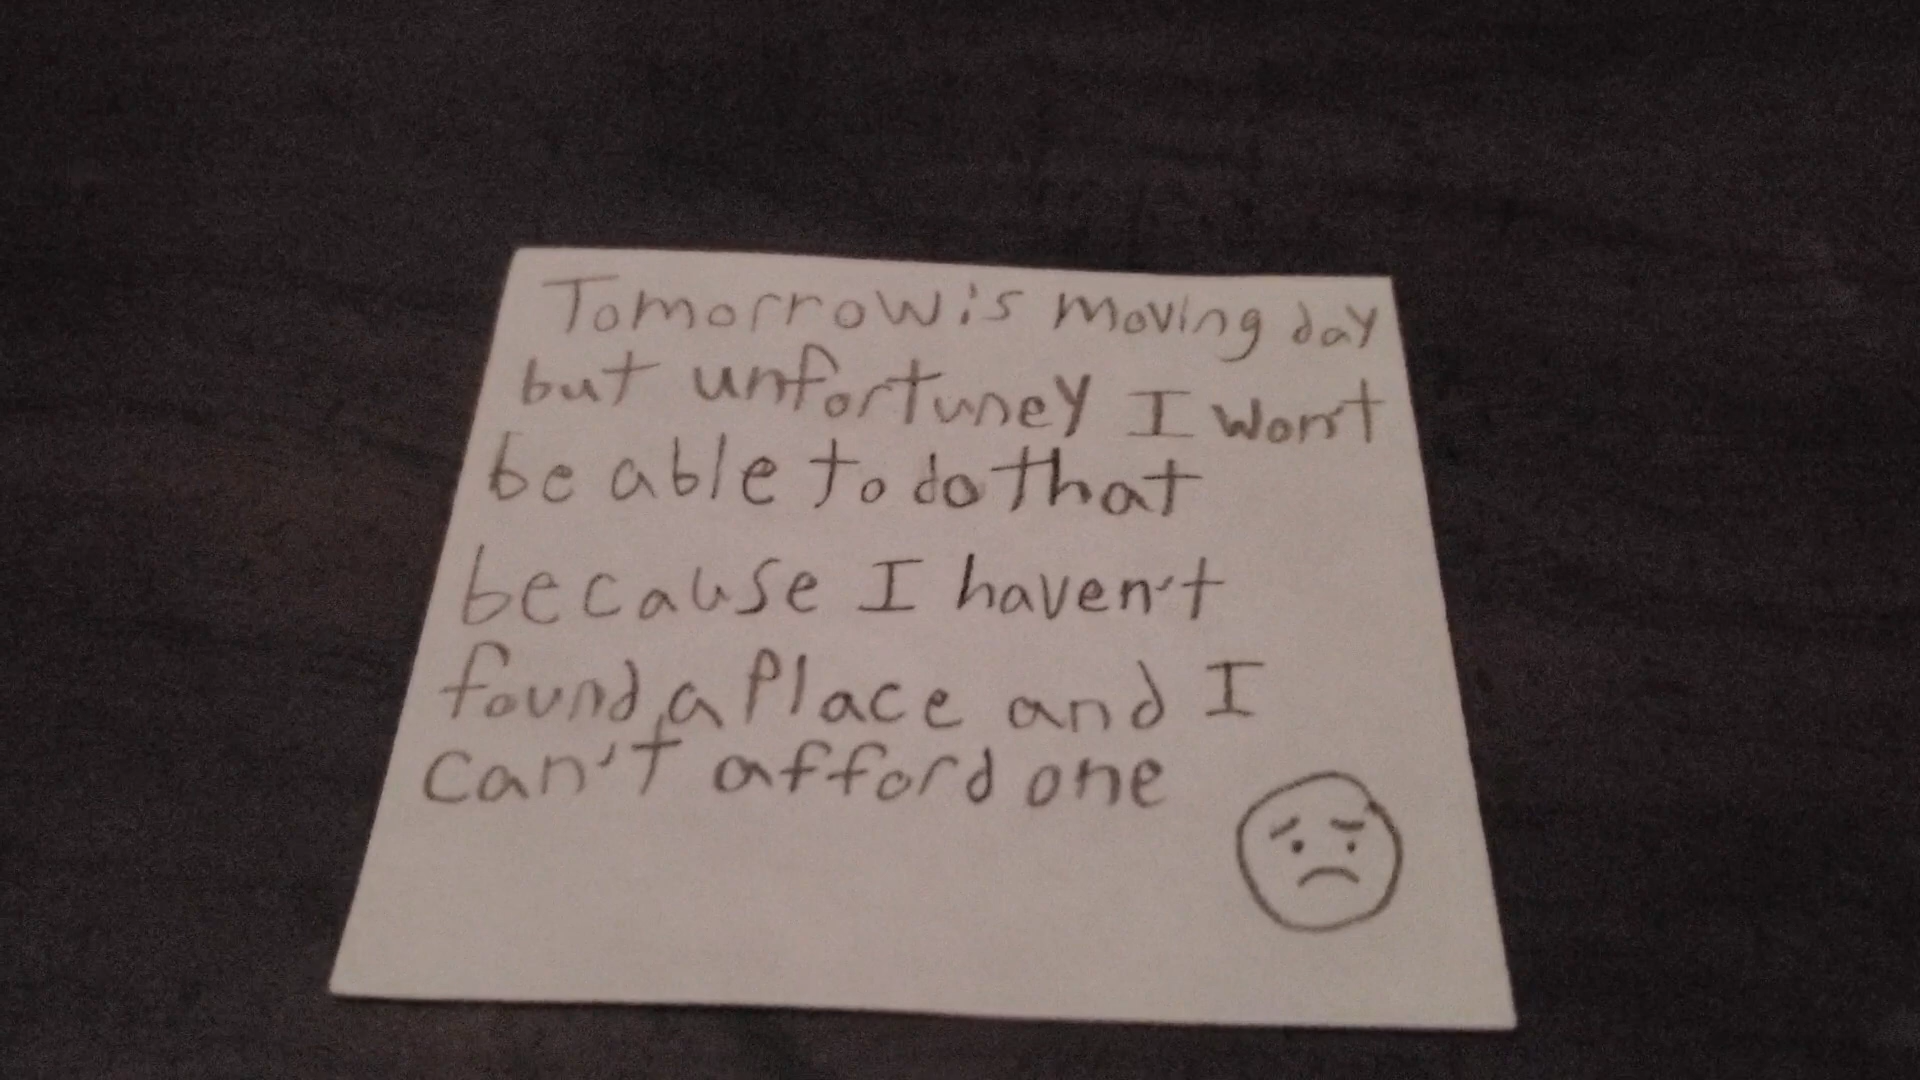 Tomorrow is moving day
but unfortuney I won't
be able to do that
because I haven't
found a place and I
can't afford one